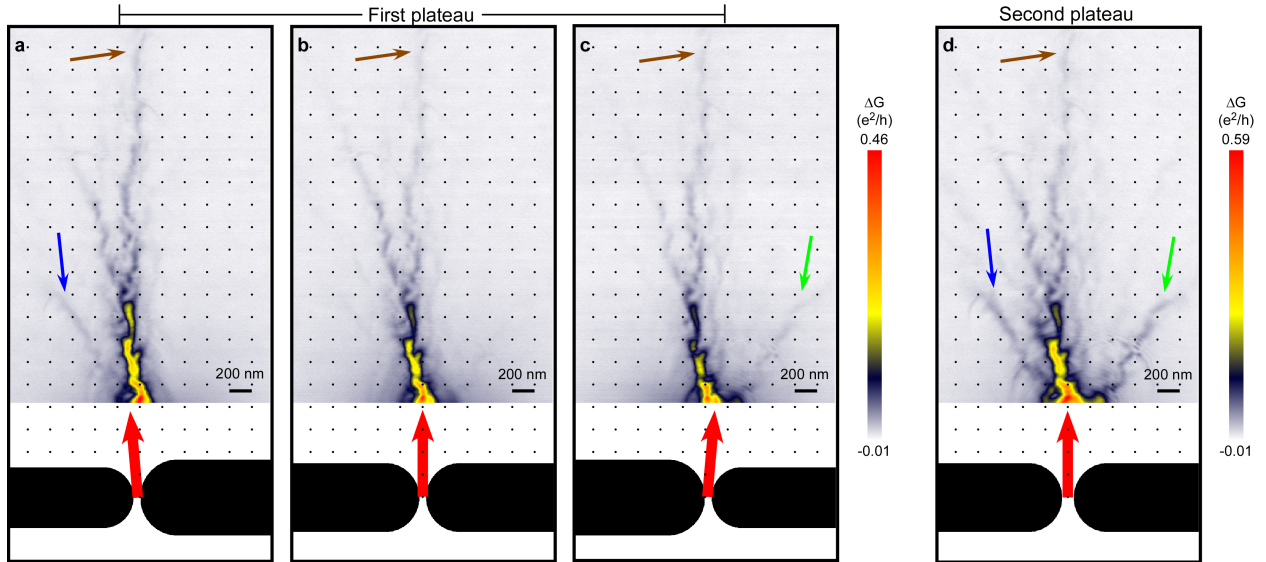 First plateau
Second plateau
a
b
c
d
ΔG
(e²/h)
0.46
-0.01
ΔG
(e²/h)
0.59
-0.01
200 nm
200 nm
200 nm
200 nm